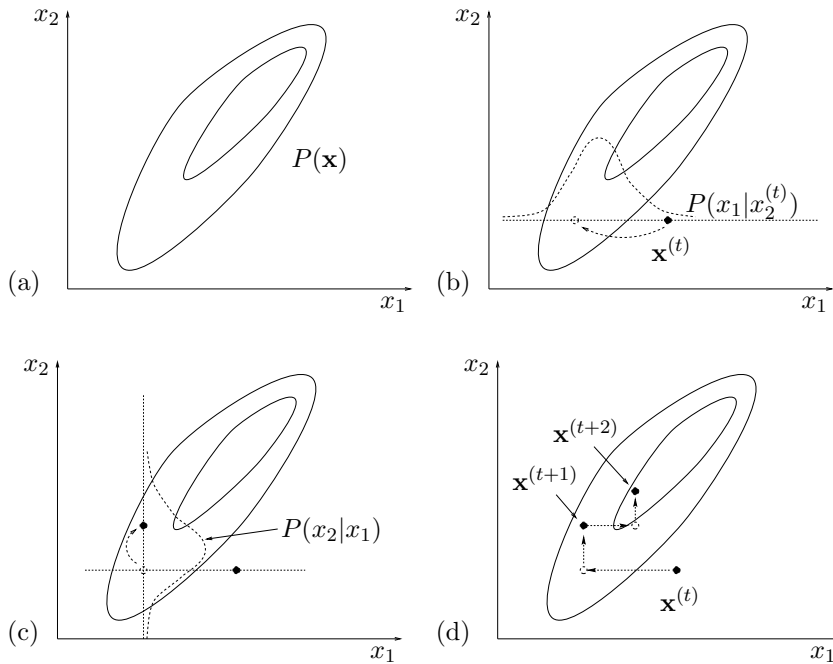 x₂
P(𝐱)
(a)
x₁
x₂
P(x₁|x₂⁽ᵗ⁾)
𝐱⁽ᵗ⁾
(b)
x₁
x₂
P(x₂|x₁)
(c)
x₁
x₂
𝐱⁽ᵗ⁺²⁾
𝐱⁽ᵗ⁺¹⁾
𝐱⁽ᵗ⁾
(d)
x₁